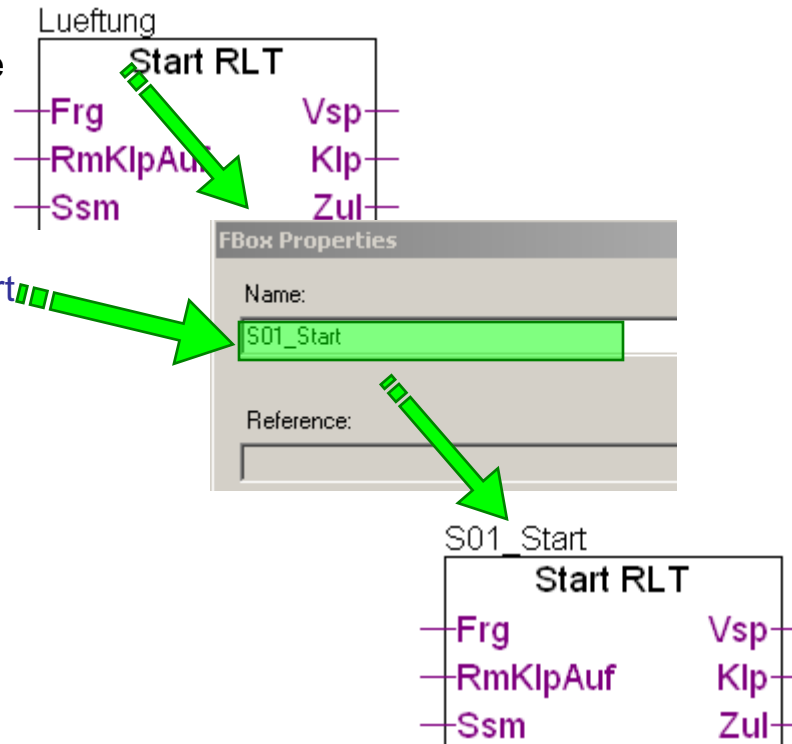 Lueftung
Start RLT
e
Frg Vsp
RmKlpAuf Klp
Ssm Zul
FBox Properties
rt
Name:
S01_Start
Reference:
S01_Start
Start RLT
Frg Vsp
RmKlpAuf Klp
Ssm Zul